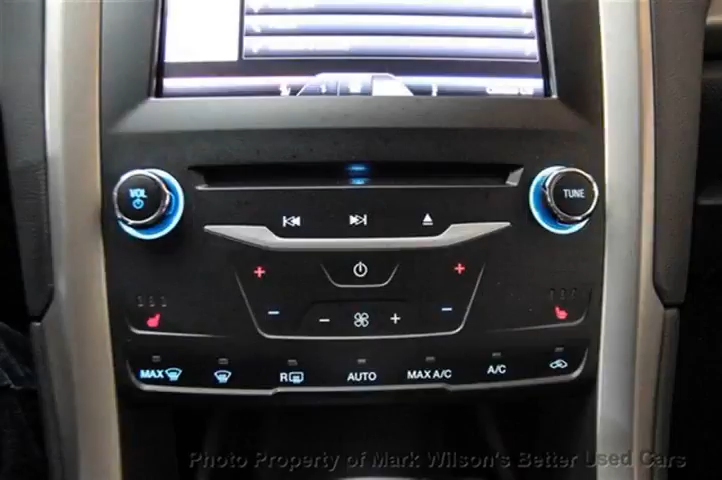 VOL
TUNE
MAX
R
AUTO
MAX A/C
A/C
Photo Property of Mark Wilson's Better Used Cars